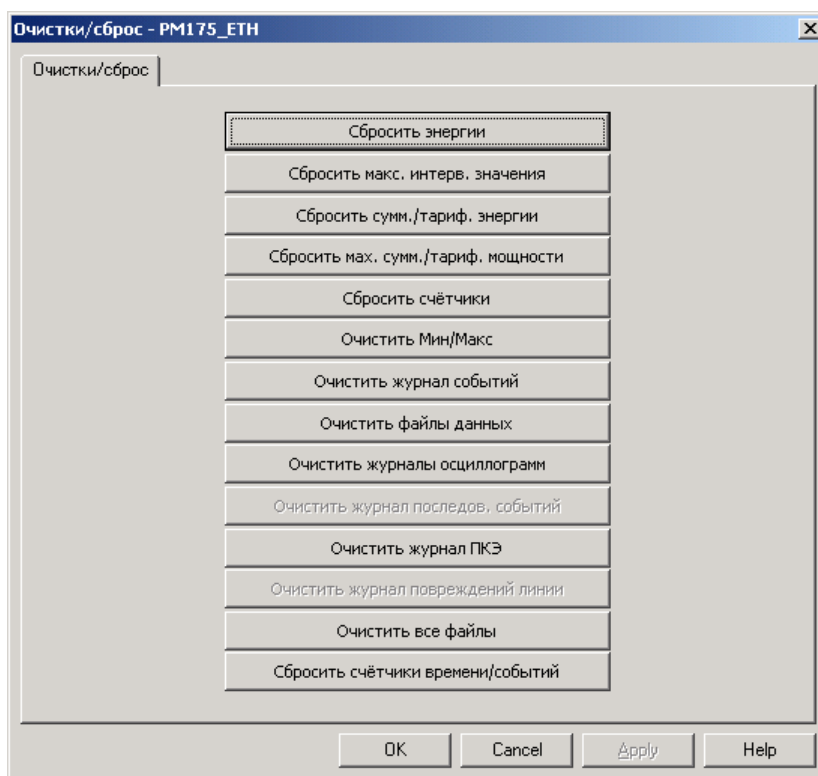 Очистки/сброс - PM175_ETH
Очистки/сброс
Сбросить энергии
Сбросить макс. интерв. значения
Сбросить сумм./тариф. энергии
Сбросить мах. сумм./тариф. мощности
Сбросить счётчики
Очистить Мин/Макс
Очистить журнал событий
Очистить файлы данных
Очистить журналы осциллограмм
Очистить журнал последов. событий
Очистить журнал ПКЭ
Очистить журнал повреждений линии
Очистить все файлы
Сбросить счётчики времени/событий
OK Cancel Apply Help